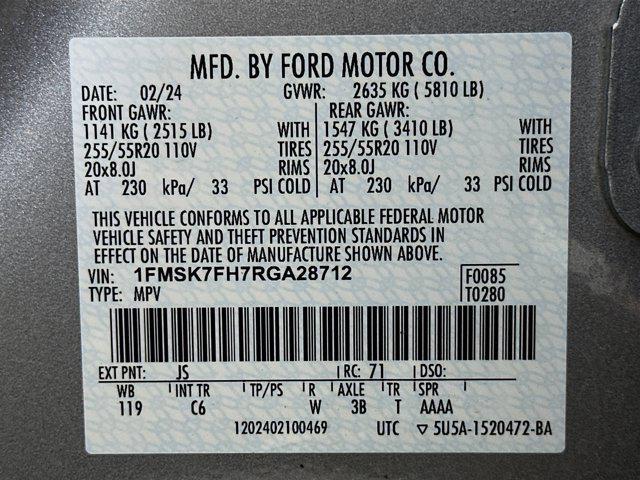 MFD. BY FORD MOTOR CO.
DATE: 02/24 GVWR: 2635 KG ( 5810 LB)
FRONT GAWR: REAR GAWR:
1141 KG ( 2515 LB) WITH 1547 KG ( 3410 LB) WITH
255/55R20 110V TIRES 255/55R20 110V TIRES
20x8.0J RIMS 20x8.0J RIMS
AT 230 kPa/ 33 PSI COLD AT 230 kPa/ 33 PSI COLD
THIS VEHICLE CONFORMS TO ALL APPLICABLE FEDERAL MOTOR
VEHICLE SAFETY AND THEFT PREVENTION STANDARDS IN
EFFECT ON THE DATE OF MANUFACTURE SHOWN ABOVE.
VIN: 1FMSK7FH7RGA28712 F0085
TYPE: MPV T0280
EXT PNT: JS RC: 71 DSO:
WB INT TR TP/PS R AXLE TR SPR
119 C6 W 3B T AAAA
1202402100469 UTC ▽ 5U5A-1520472-BA